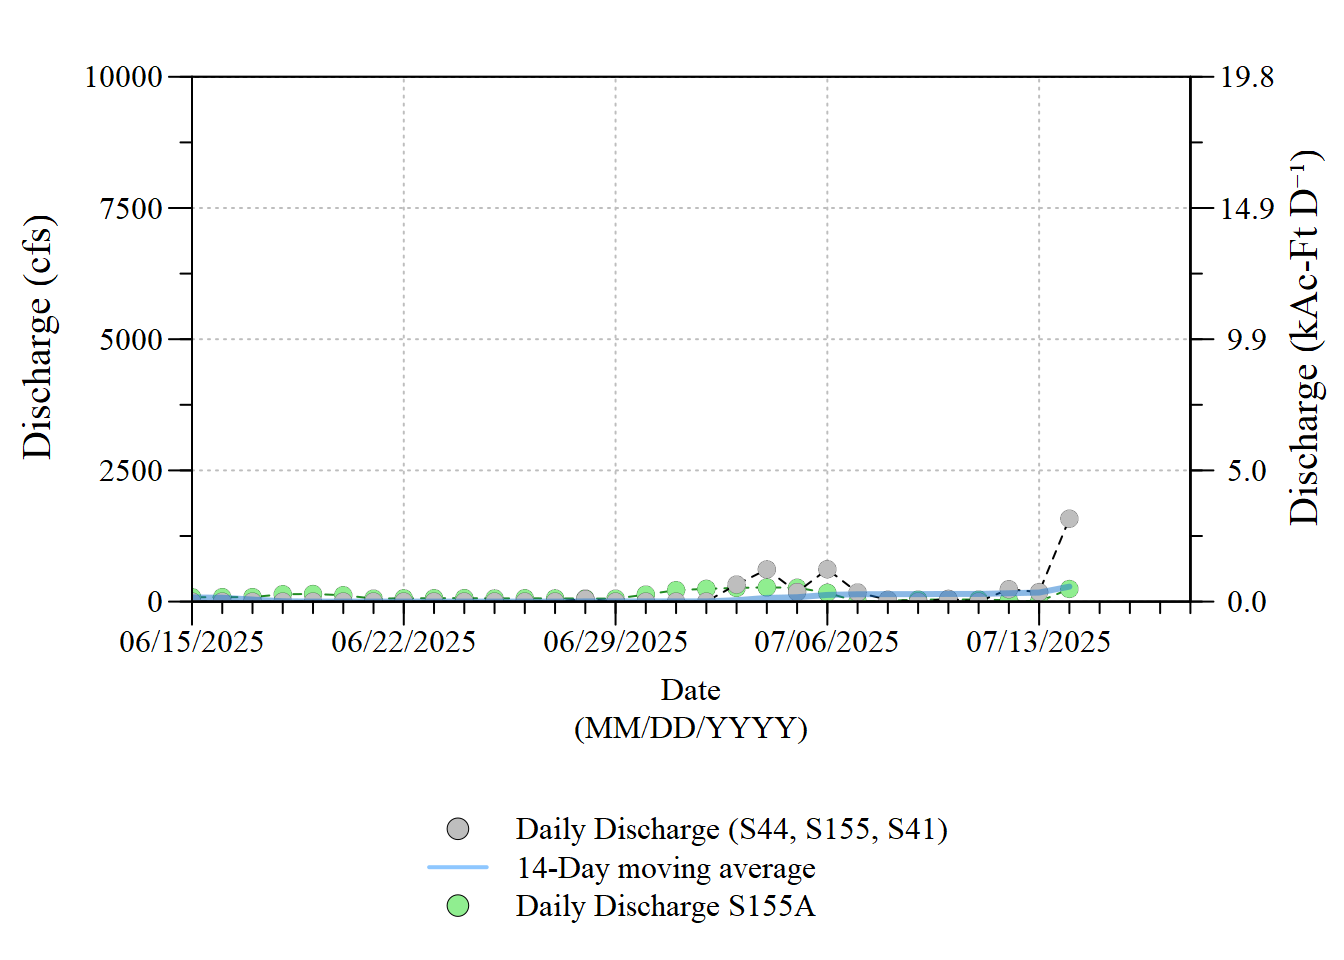 10000
7500
5000
2500
0
Discharge (cfs)
19.8
14.9
9.9
5.0
0.0
Discharge (kAc-Ft D⁻¹)
06/15/2025 06/22/2025 06/29/2025 07/06/2025 07/13/2025
Date
(MM/DD/YYYY)
Daily Discharge (S44, S155, S41)
14-Day moving average
Daily Discharge S155A